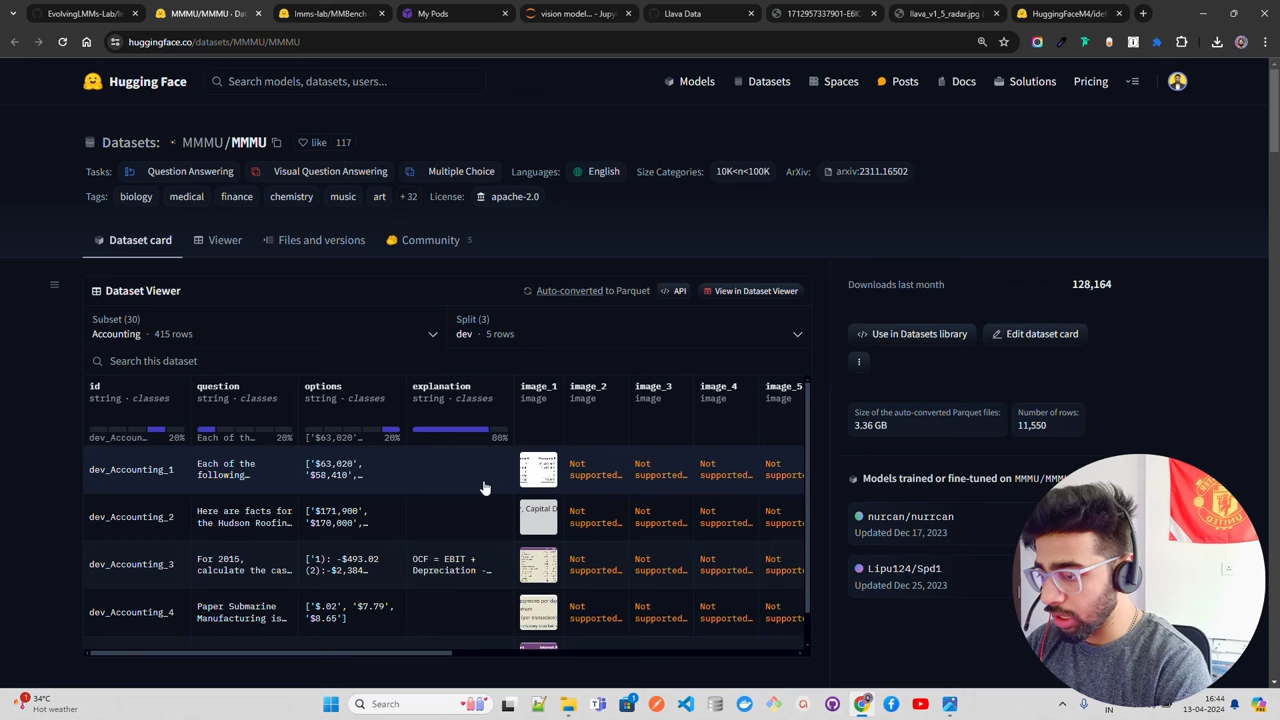 EvolvingLMMs-Lab/l
MMMU/MMMU · Dat
lmms-lab/MMBench
My Pods
vision model... - Jupyt
Llava Data
1712957337901-E6IC
llava_v1_5_radar.jpg (
HuggingFaceM4/idef
huggingface.co/datasets/MMMU/MMMU
Hugging Face
Search models, datasets, users...
Models
Datasets
Spaces
Posts
Docs
Solutions
Pricing
Datasets: MMMU/MMMU like 117
Tasks: Question Answering Visual Question Answering Multiple Choice Languages: English Size Categories: 10K<n<100K ArXiv: arxiv:2311.16502
Tags: biology medical finance chemistry music art + 32 License: apache-2.0
Dataset card Viewer Files and versions Community 5
Dataset Viewer Auto-converted to Parquet API View in Dataset Viewer
Subset (30) Split (3)
Accounting · 415 rows dev · 5 rows
Search this dataset
id question options explanation image_1 image_2 image_3 image_4 image_5
string · classes string · classes string · classes string · classes image image image image image
dev_Accoun… 20% Each of th… 20% ['$63,020'… 20% 80%
dev_Accounting_1 Each of the following… ['$63,020', $58,410',… Not supported… Not supported… Not supported… Not supported…
dev_Accounting_2 Here are facts for the Hudson Roofin… ['$171,900' '$170,000',… , Capital D Not supported… Not supported… Not supported… Not supported…
dev_Accounting_3 For 2015, calculate the cas… ['1): -$493.02 (2):-$2,384… OCF = EBIT + Depreciation -… Not supported… Not supported… Not supported… Not supported…
dev_Accounting_4 Paper Submarine Manufacturing… ['$.02', '$7.79', '$8.65'] Not supported… Not supported… Not supported… Not supported…
Downloads last month 128,164
Use in Datasets library Edit dataset card
Size of the auto-converted Parquet files: Number of rows:
3.36 GB 11,550
Models trained or fine-tuned on MMMU/MMM
nurcan/nurrcan
Updated Dec 17, 2023
Lipu124/Spd1
Updated Dec 25, 2023
UNITED
34°C
Hot weather
Search
IN
16:44
13-04-2024